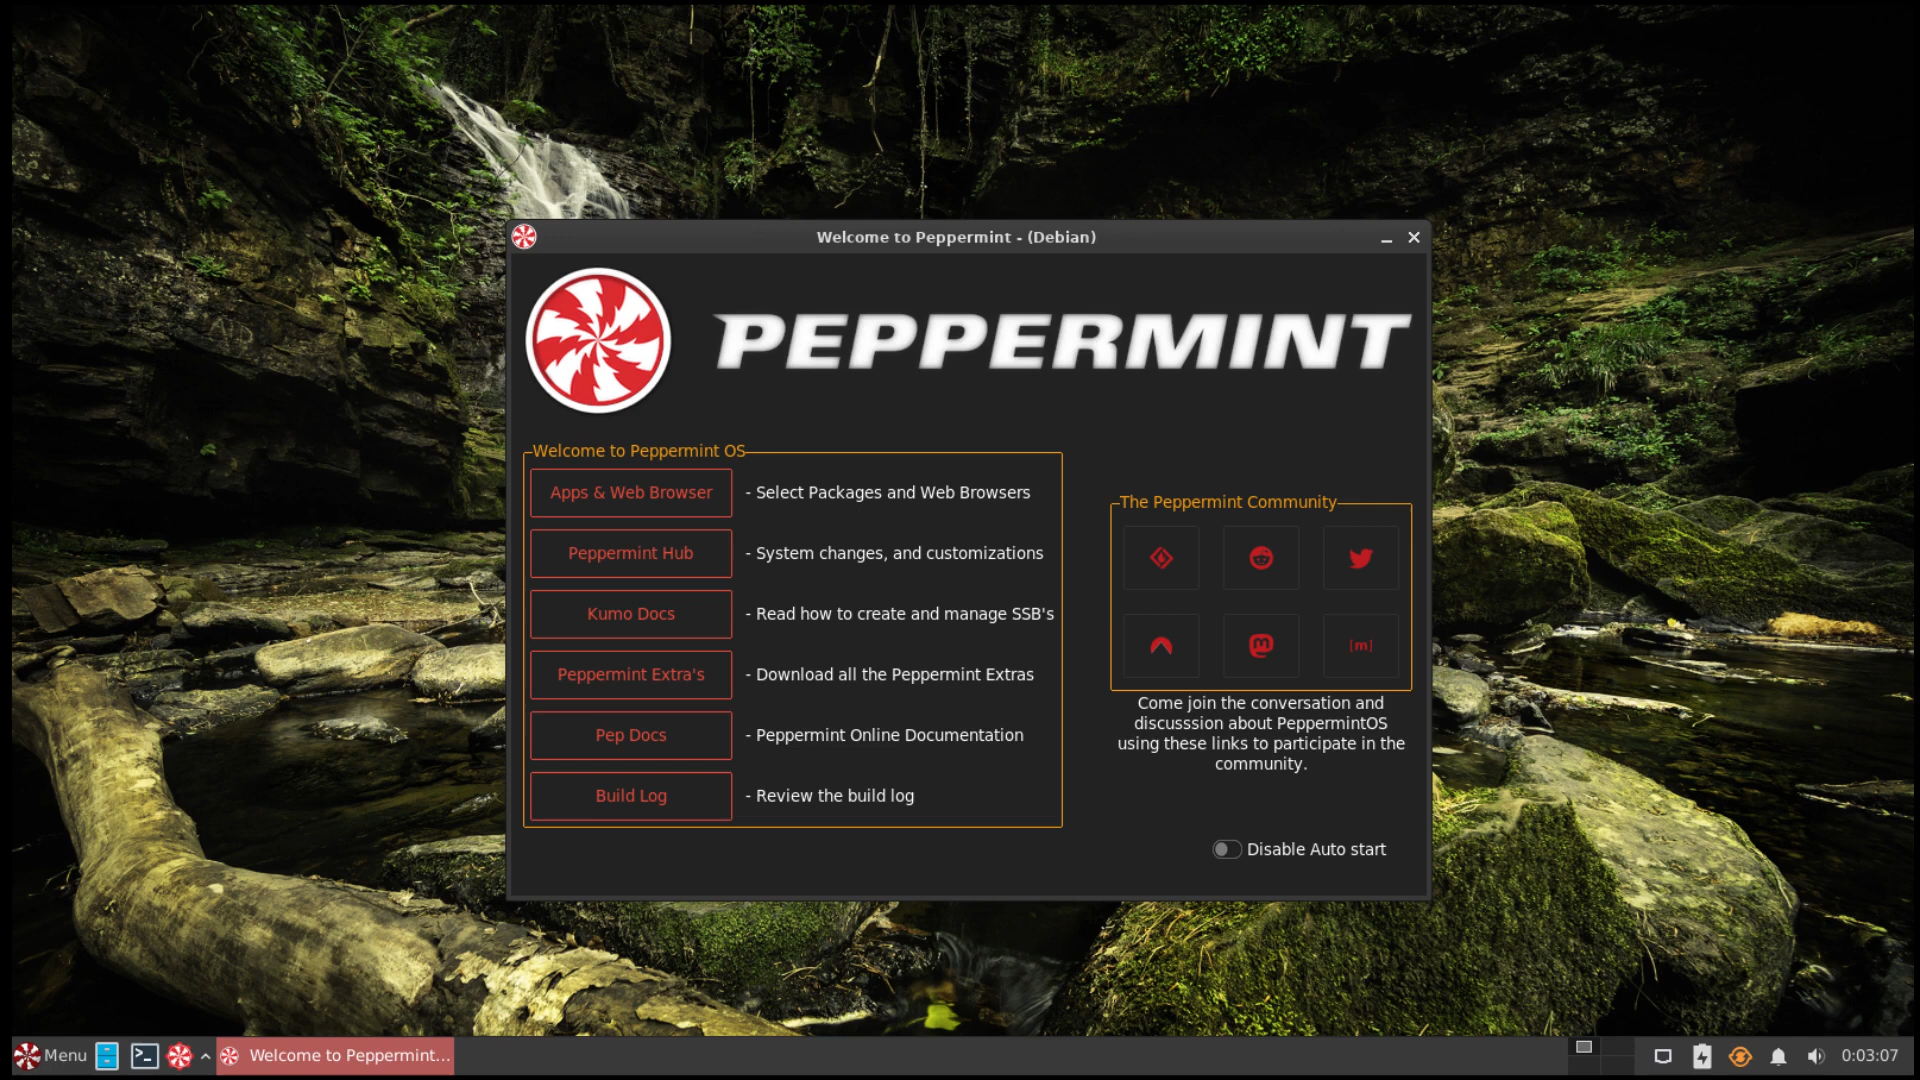 Welcome to Peppermint - (Debian)
PEPPERMINT
Welcome to Peppermint OS
Apps & Web Browser - Select Packages and Web Browsers
Peppermint Hub - System changes, and customizations
Kumo Docs - Read how to create and manage SSB's
Peppermint Extra's - Download all the Peppermint Extras
Pep Docs - Peppermint Online Documentation
Build Log - Review the build log
The Peppermint Community
[m]
Come join the conversation and
discusssion about PeppermintOS
using these links to participate in the
community.
Disable Auto start
Menu Welcome to Peppermint... 0:03:07